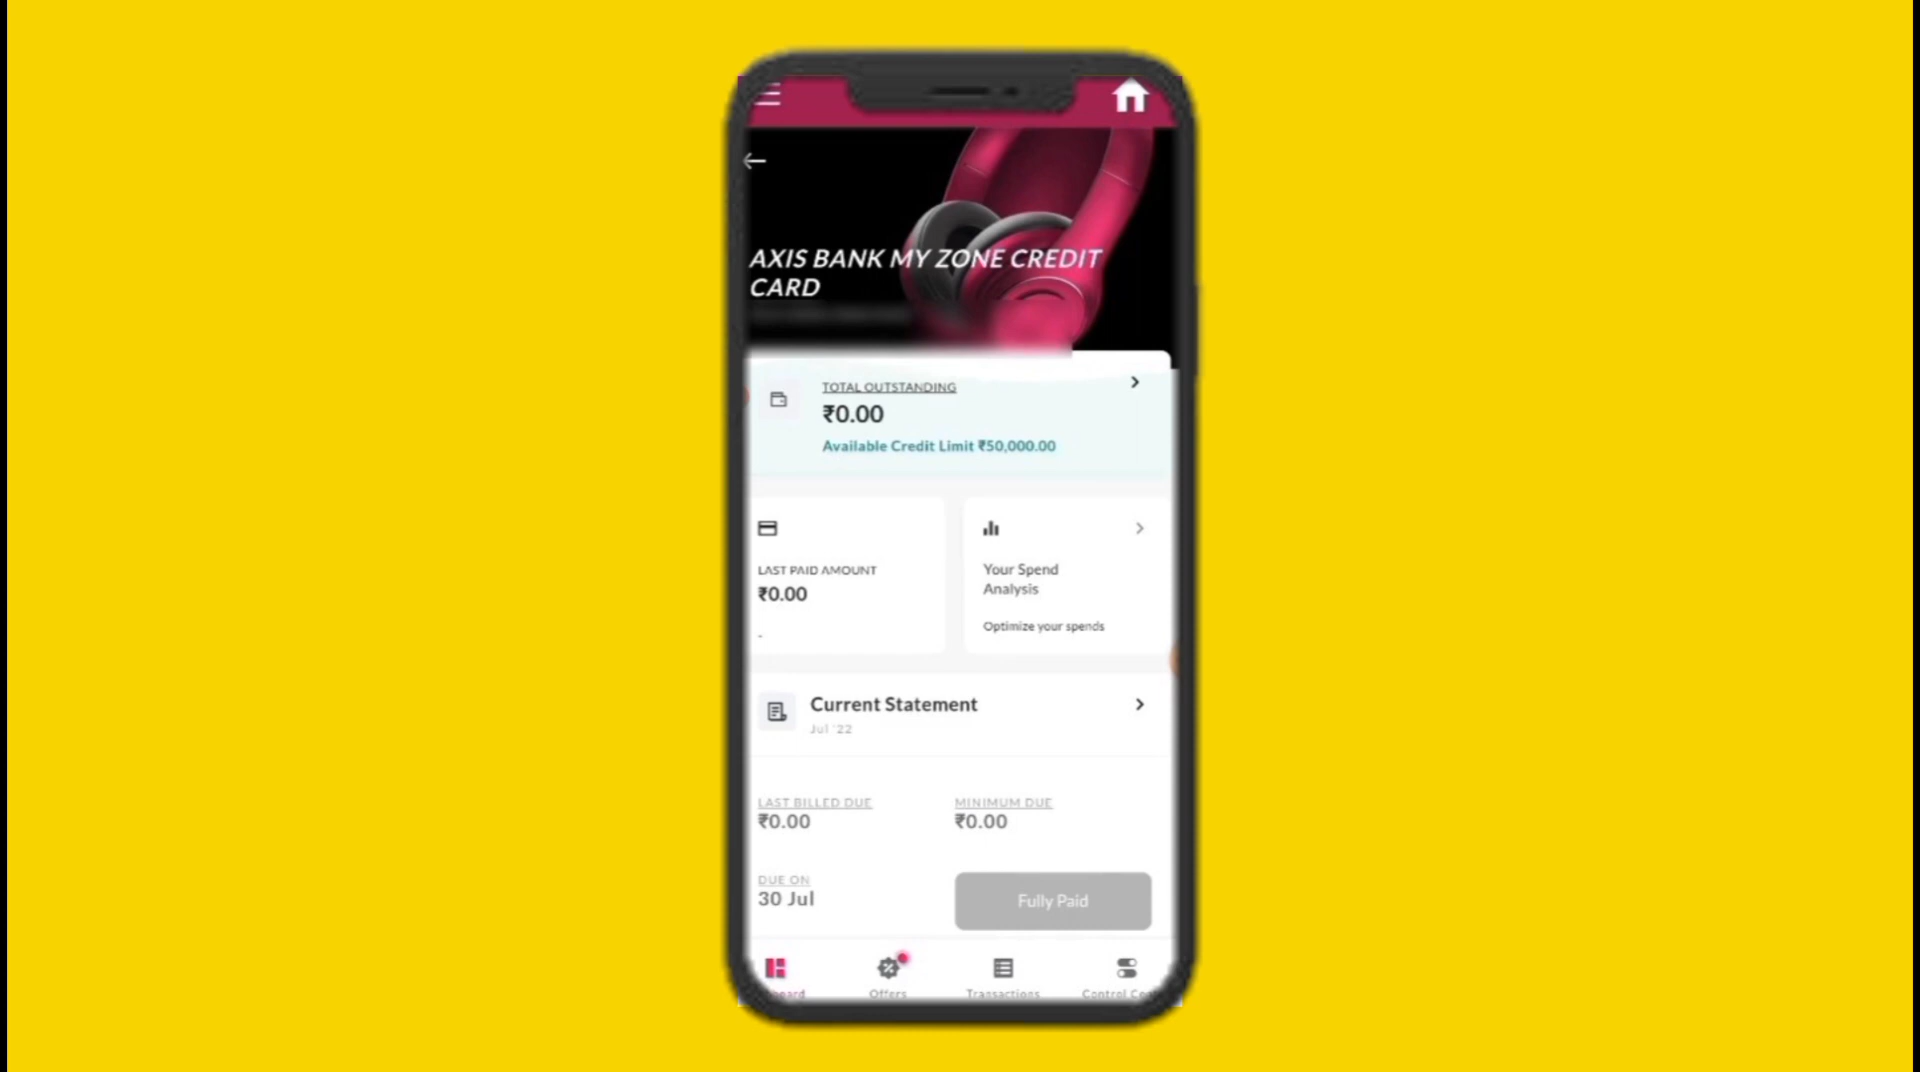 AXIS BANK MY ZONE CREDIT
CARD
TOTAL OUTSTANDING
₹0.00
Available Credit Limit ₹50,000.00
LAST PAID AMOUNT
₹0.00
-
Your Spend
Analysis
Optimize your spends
Current Statement
Jul '22
LAST BILLED DUE
₹0.00
MINIMUM DUE
₹0.00
DUE ON
30 Jul
Fully Paid
Offers
Transactions
Control